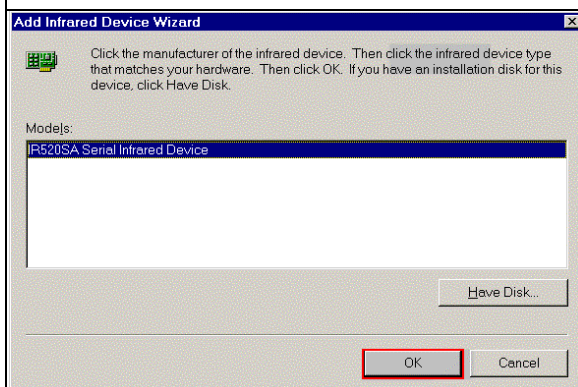 Add Infrared Device Wizard
Click the manufacturer of the infrared device. Then click the infrared device type
that matches your hardware. Then click OK. If you have an installation disk for this
device, click Have Disk.
Models:
IR520SA Serial Infrared Device
Have Disk...
OK Cancel